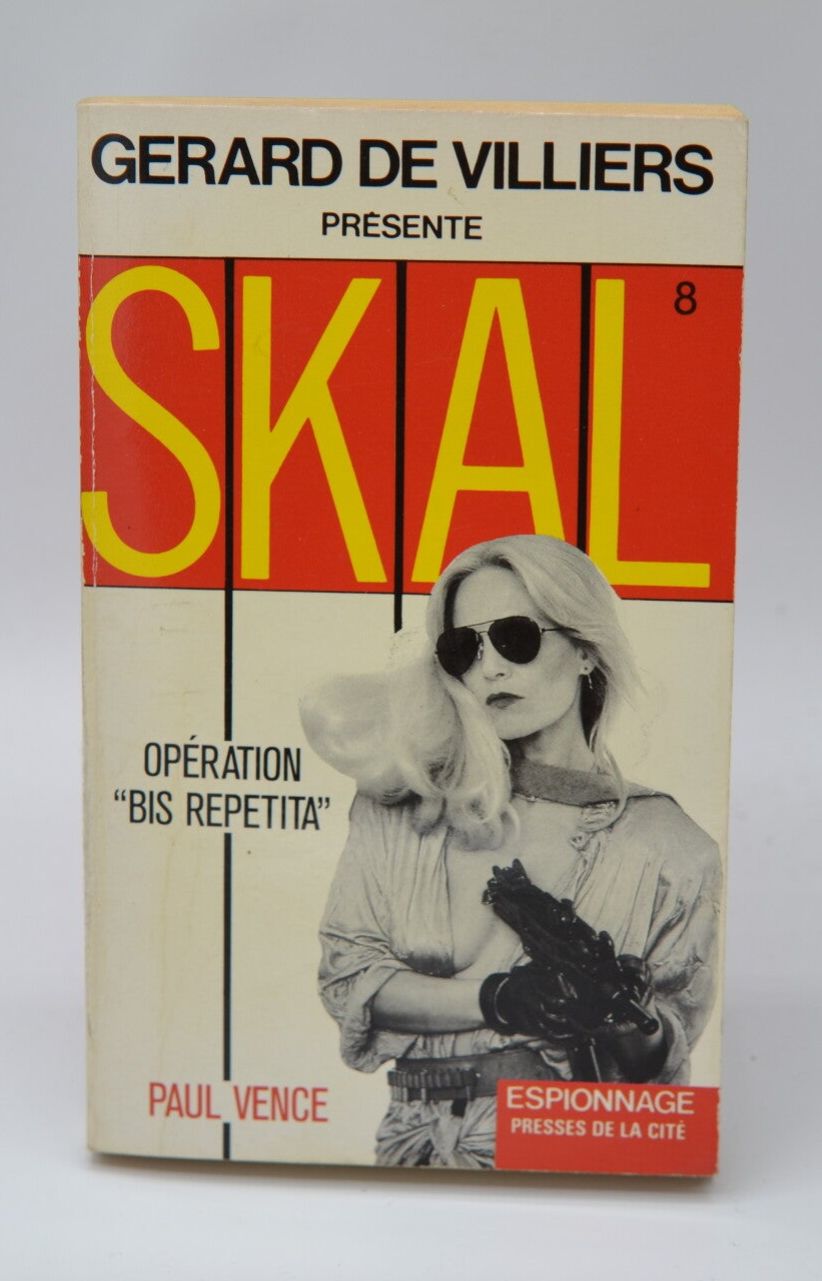 GERARD DE VILLIERS
PRÉSENTE
SKAL
8
OPÉRATION
“BIS REPETITA”
PAUL VENCE
ESPIONNAGE
PRESSES DE LA CITÉ